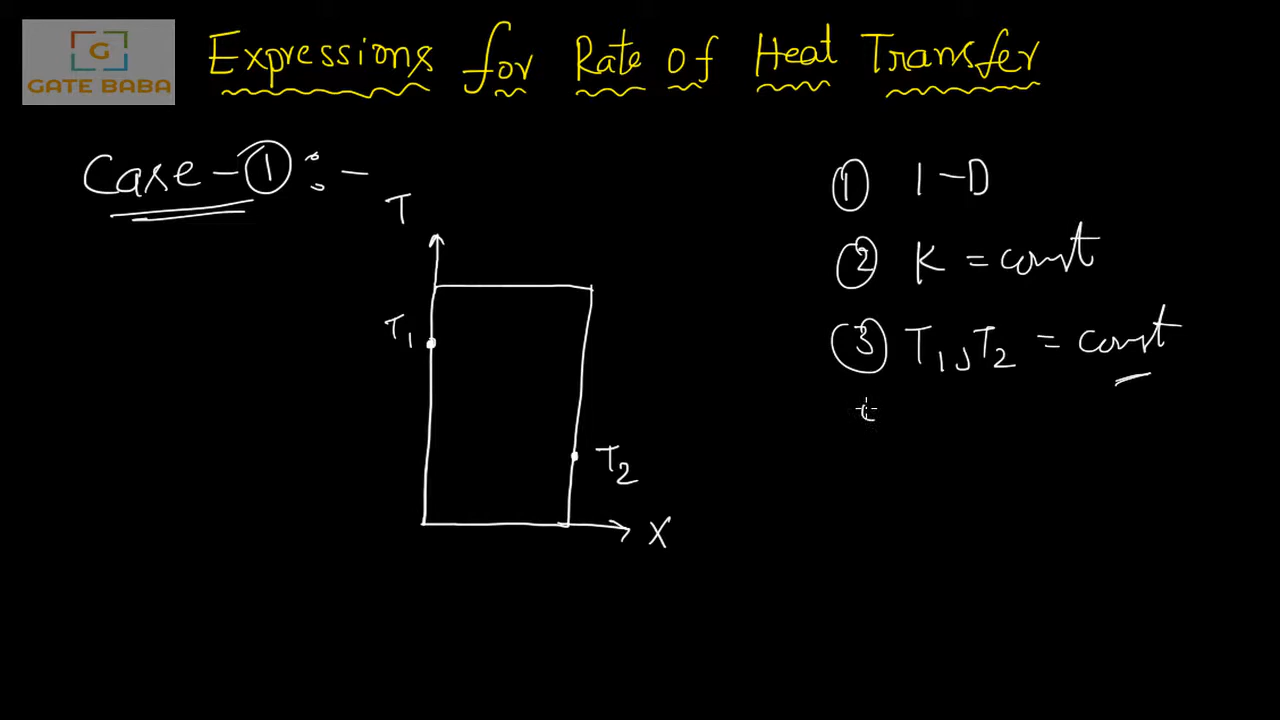 G
GATE BABA
Expressions for Rate of Heat Transfer
Case-① :-
① 1-D
② K = const
③ T1, T2 = const
T
T1
T2
X